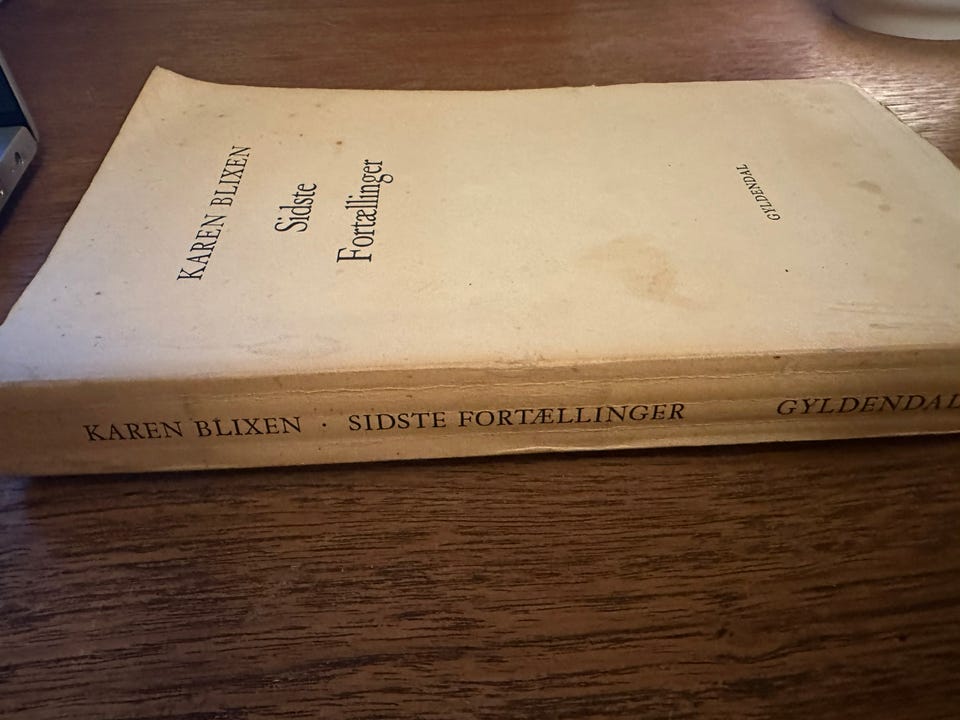 KAREN BLIXEN
Sidste
Fortællinger
GYLDENDAL
KAREN BLIXEN · SIDSTE FORTÆLLINGER GYLDENDAL